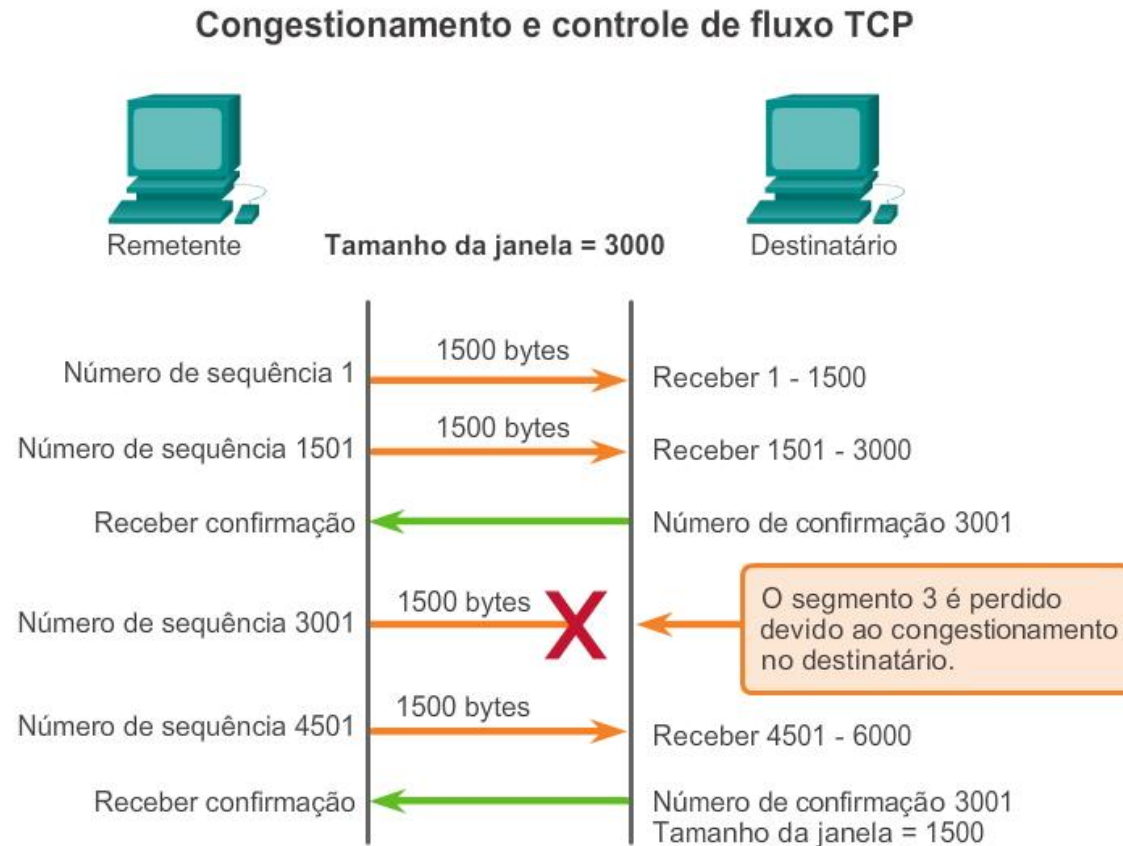 Congestionamento e controle de fluxo TCP
Remetente
Tamanho da janela = 3000
Destinatário
Número de sequência 1
1500 bytes
Receber 1 - 1500
Número de sequência 1501
1500 bytes
Receber 1501 - 3000
Receber confirmação
Número de confirmação 3001
Número de sequência 3001
1500 bytes
O segmento 3 é perdido
devido ao congestionamento
no destinatário.
Número de sequência 4501
1500 bytes
Receber 4501 - 6000
Receber confirmação
Número de confirmação 3001
Tamanho da janela = 1500